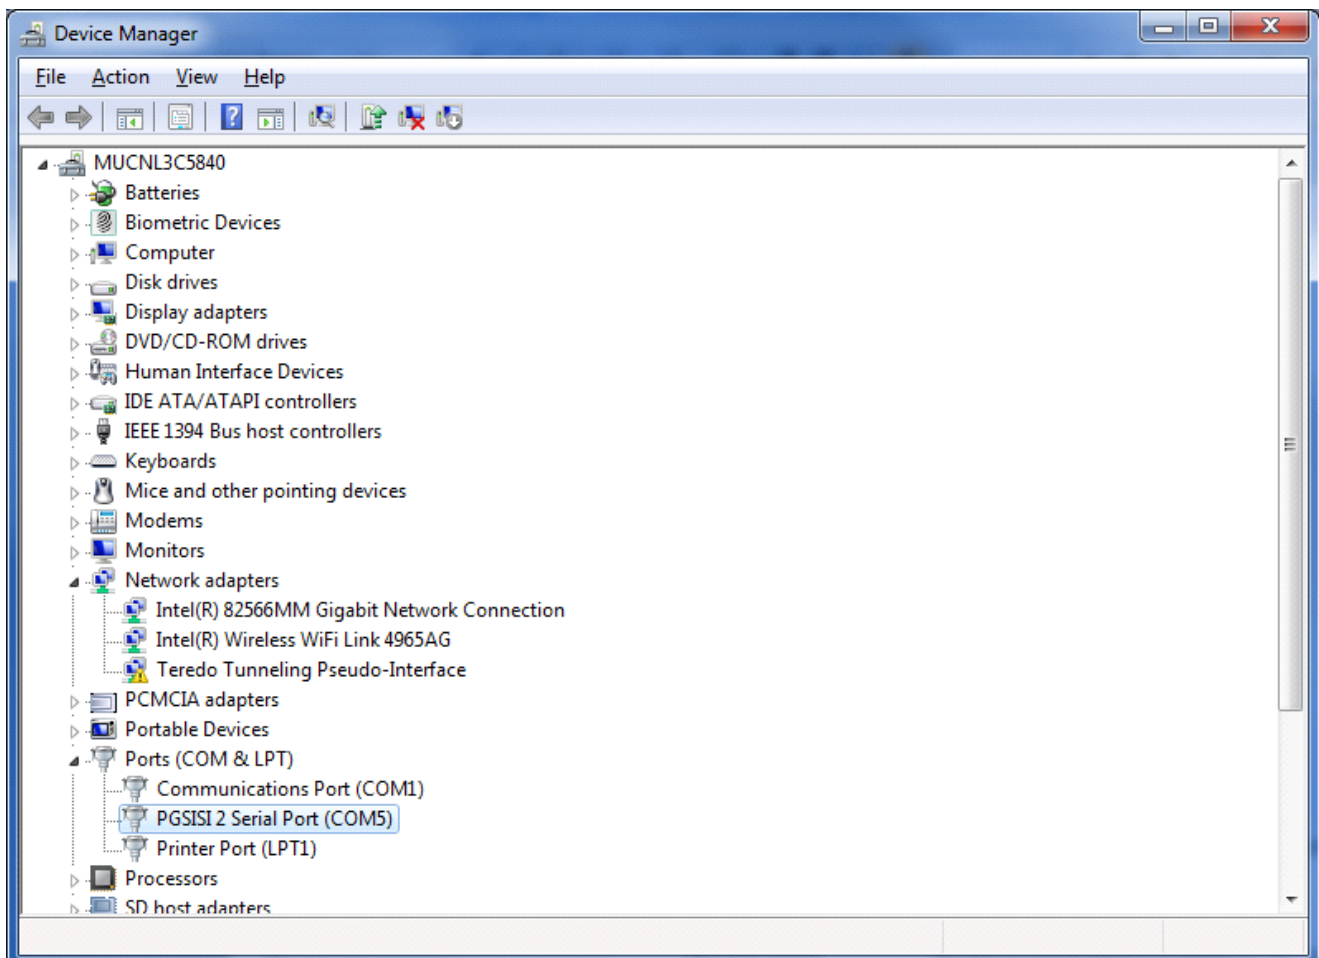 Device Manager
File Action View Help
MUCNL3C5840
Batteries
Biometric Devices
Computer
Disk drives
Display adapters
DVD/CD-ROM drives
Human Interface Devices
IDE ATA/ATAPI controllers
IEEE 1394 Bus host controllers
Keyboards
Mice and other pointing devices
Modems
Monitors
Network adapters
Intel(R) 82566MM Gigabit Network Connection
Intel(R) Wireless WiFi Link 4965AG
Teredo Tunneling Pseudo-Interface
PCMCIA adapters
Portable Devices
Ports (COM & LPT)
Communications Port (COM1)
PGSISI 2 Serial Port (COM5)
Printer Port (LPT1)
Processors
SD host adapters